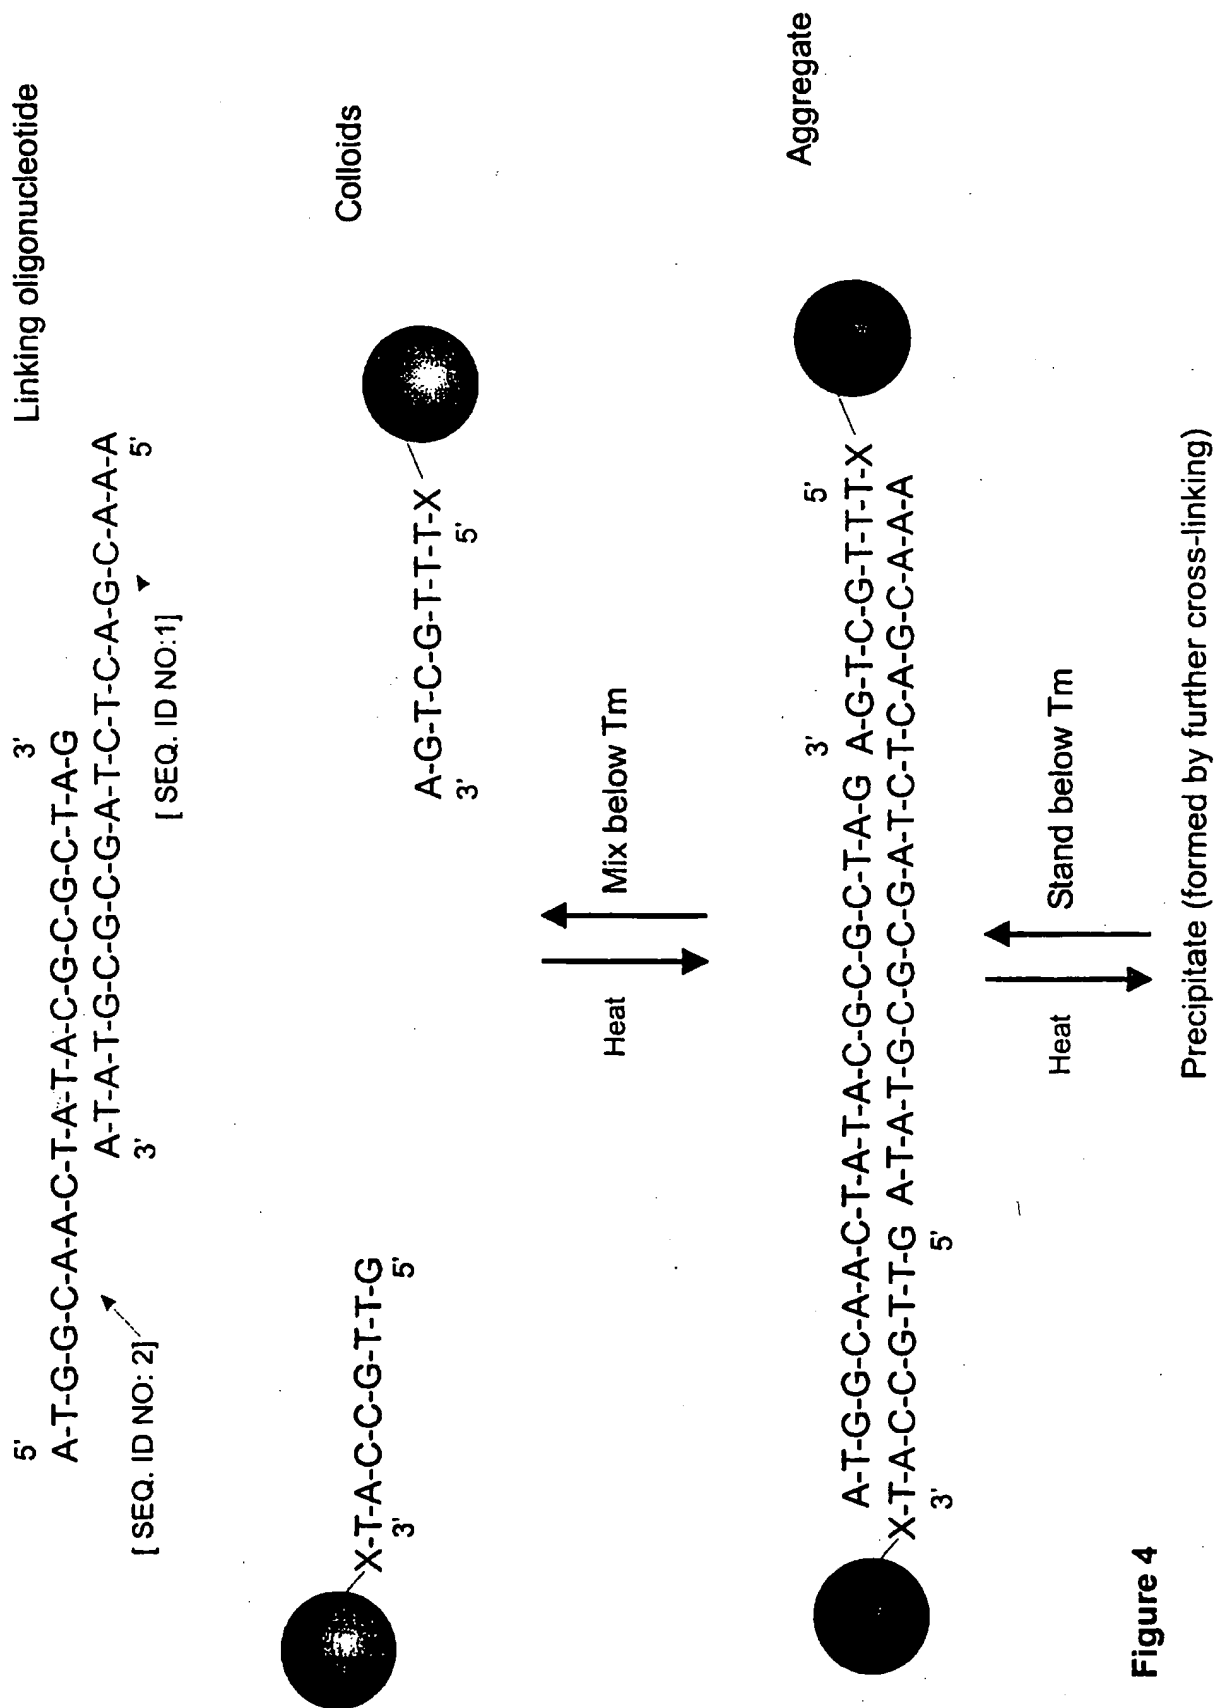 Linking oligonucleotide
5' 3'
A-T-G-G-C-A-A-C-T-A-T-A-C-G-C-G-C-T-A-G
A-T-A-T-G-C-G-C-G-A-T-C-T-C-A-G-C-A-A-A
3' 5'
[SEQ. ID NO: 2]
[SEQ. ID NO:1]
Colloids
X-T-A-C-C-G-T-T-G
3' 5'
A-G-T-C-G-T-T-T-X
3' 5'
Heat
Mix below Tm
Aggregate
3' 5'
A-T-G-G-C-A-A-C-T-A-T-A-C-G-C-G-C-T-A-G A-G-T-C-G-T-T-T-X
X-T-A-C-C-G-T-T-G A-T-A-T-G-C-G-C-G-A-T-C-T-C-A-G-C-A-A-A
3' 5'
Heat
Stand below Tm
Precipitate (formed by further cross-linking)
Figure 4